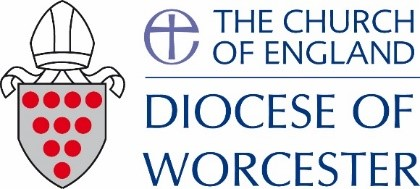 THE CHURCH
OF ENGLAND
DIOCESE OF
WORCESTER